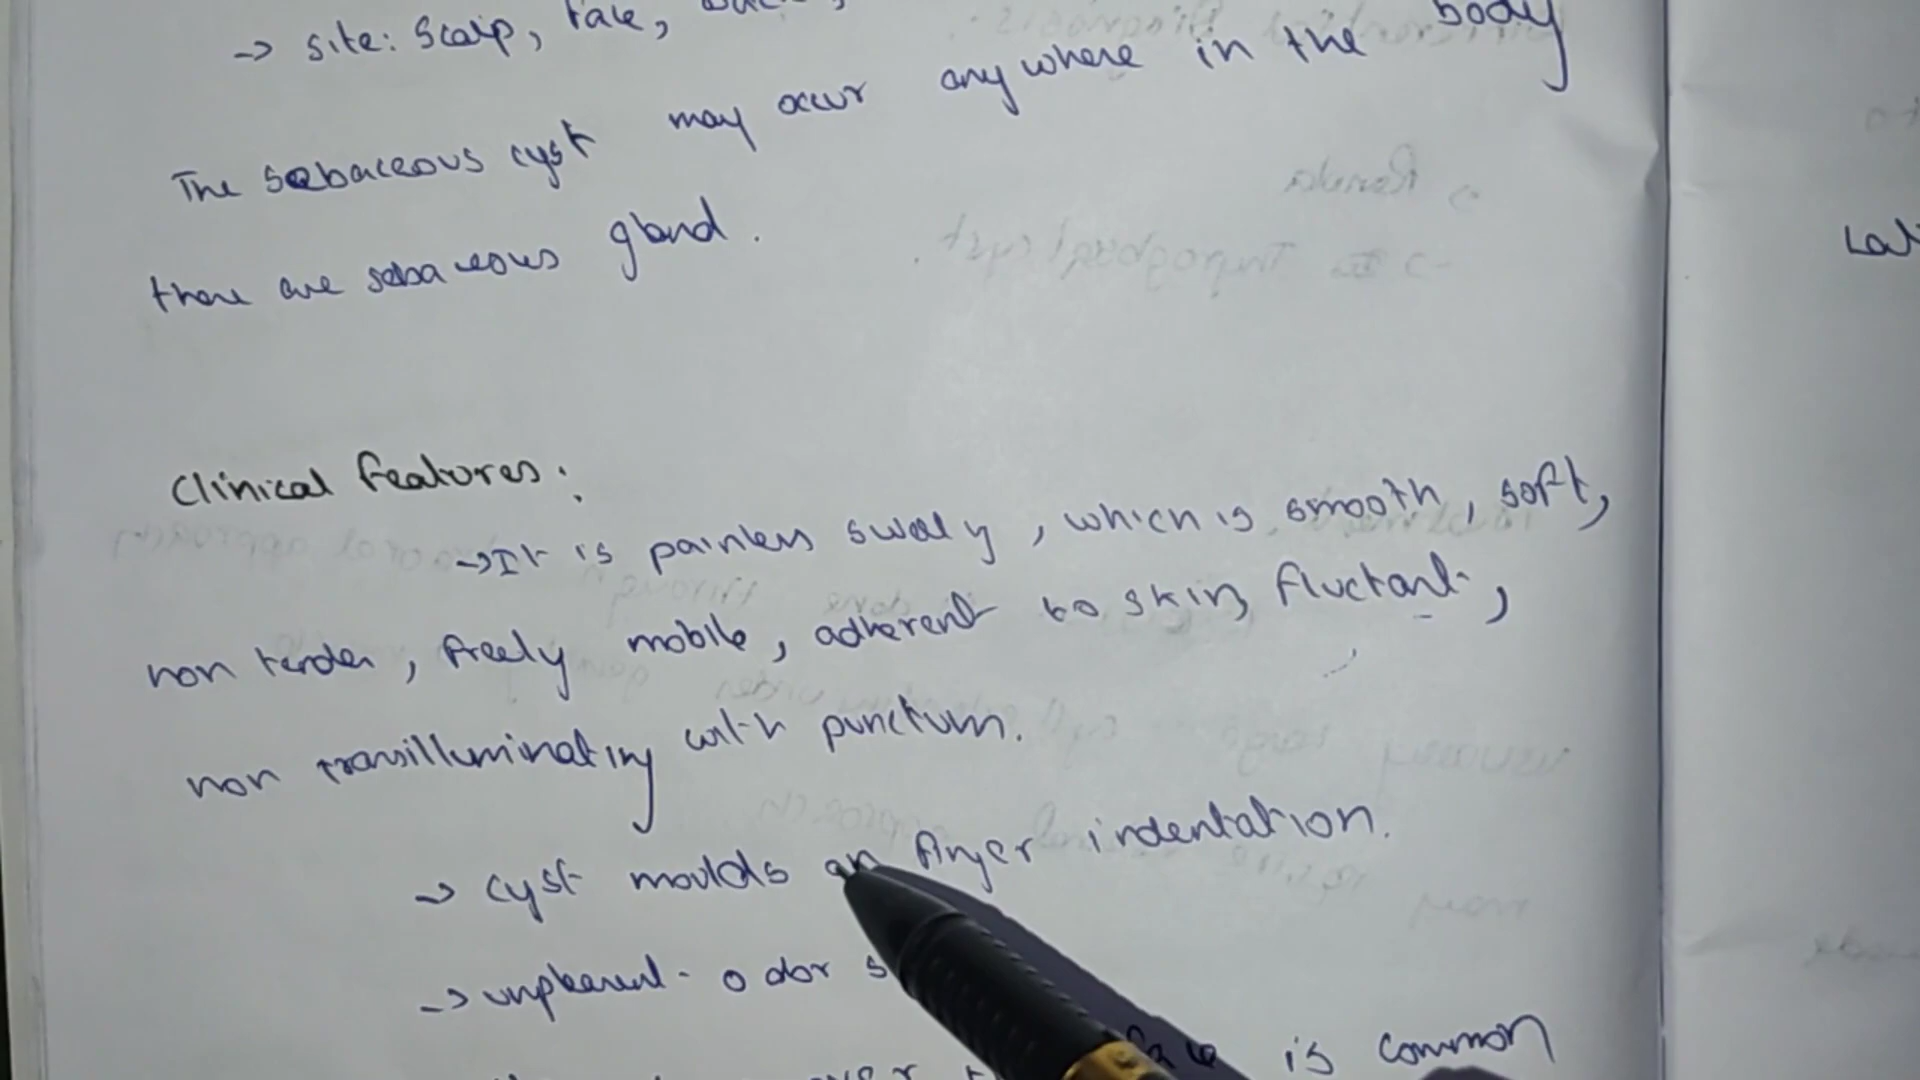 → site: Scalp, face,
The sebaceous cyst may occur anywhere in the body
there are sebaceous gland.
Clinical features:
→ It is painless swelly, which is smooth, soft,
non tender, freely mobile, adherent to skin, fluctant,
non transilluminating with punctum.
→ cyst moulds on finger indentation.
→ unpleasent odor
is common